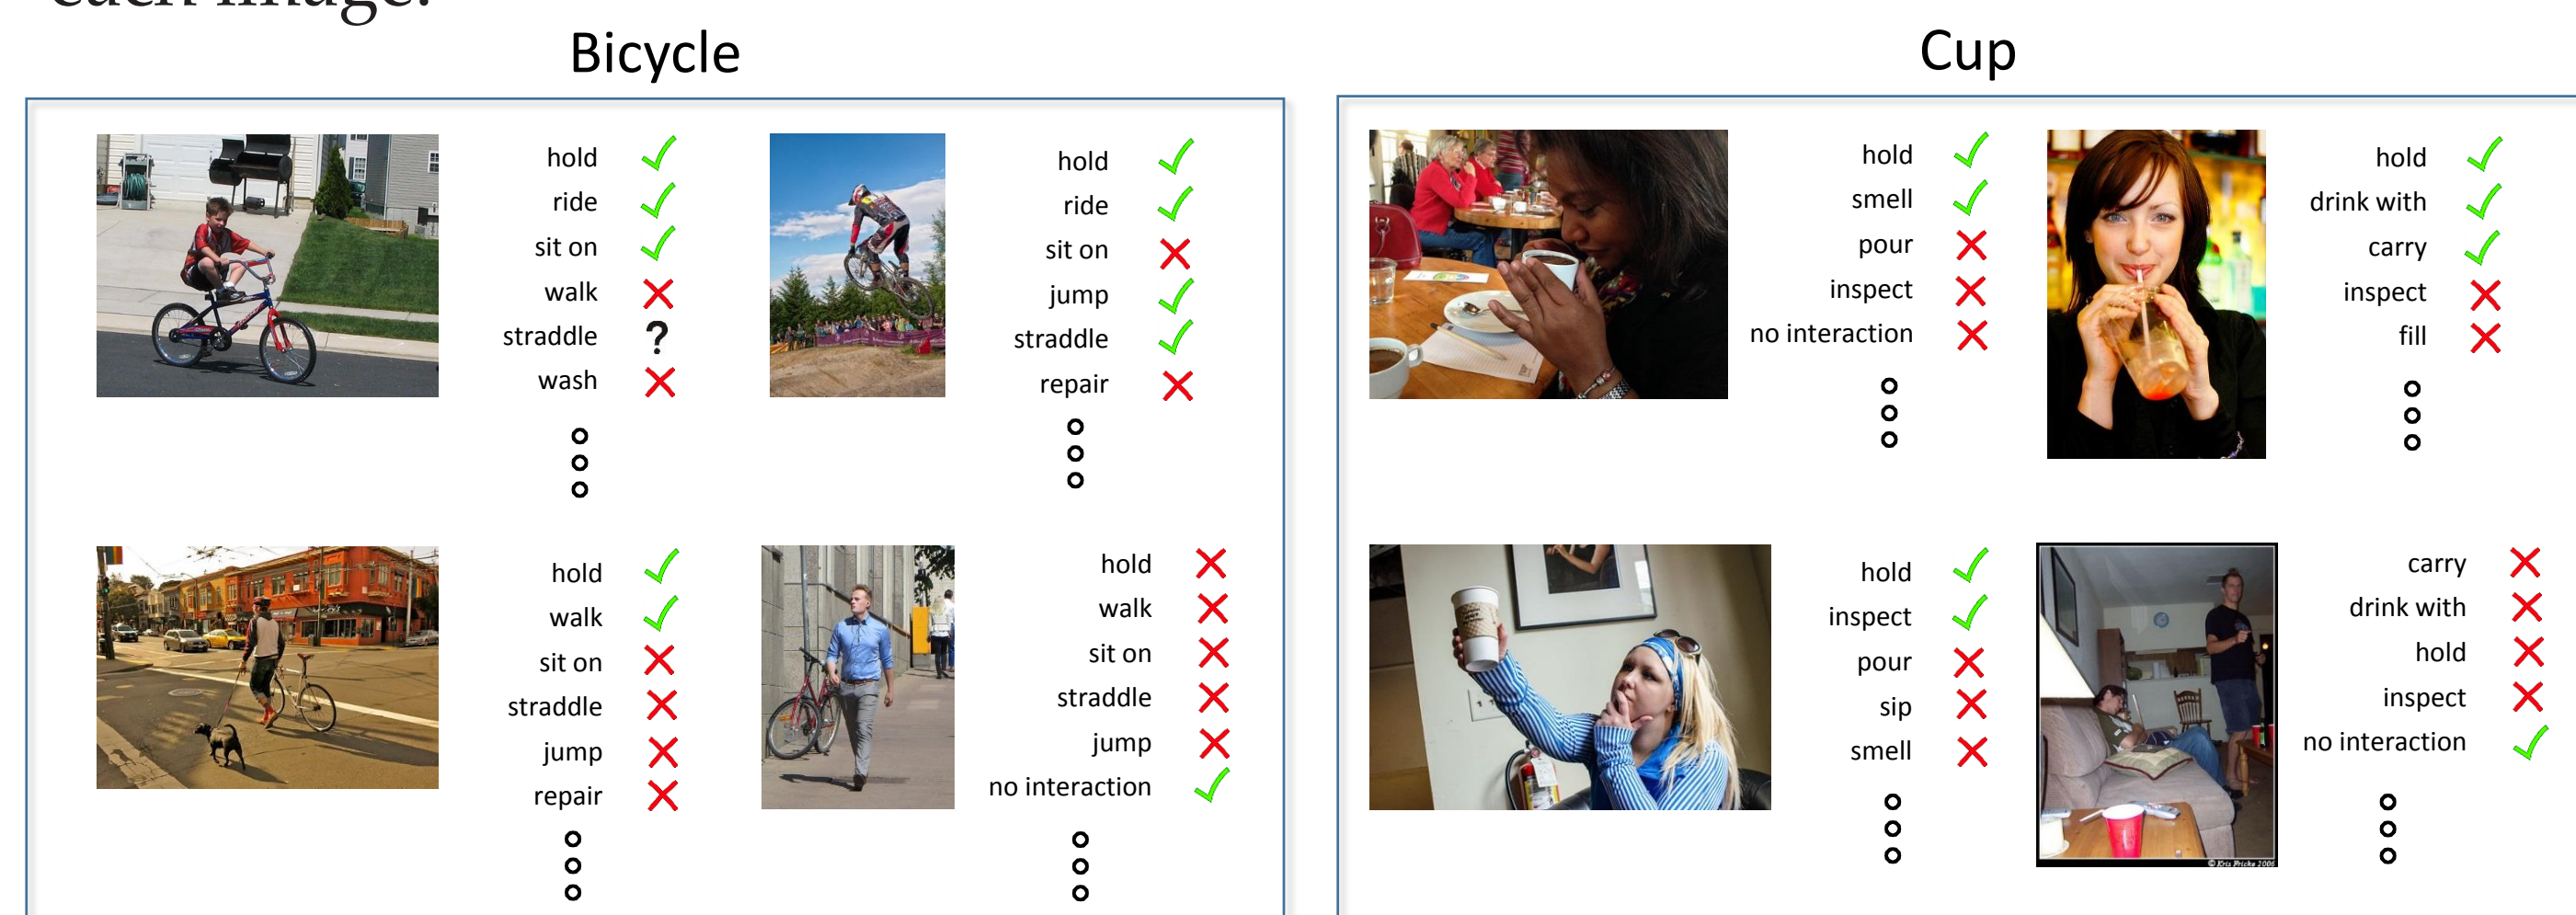 each image.
Bicycle
hold
ride
sit on
walk
straddle ?
wash
hold
ride
sit on
jump
straddle
repair
hold
walk
sit on
straddle
jump
repair
hold
walk
sit on
straddle
jump
no interaction
Cup
hold
smell
pour
inspect
no interaction
hold
drink with
carry
inspect
fill
hold
inspect
pour
sip
smell
carry
drink with
hold
inspect
no interaction
© Kris Fricke 2006